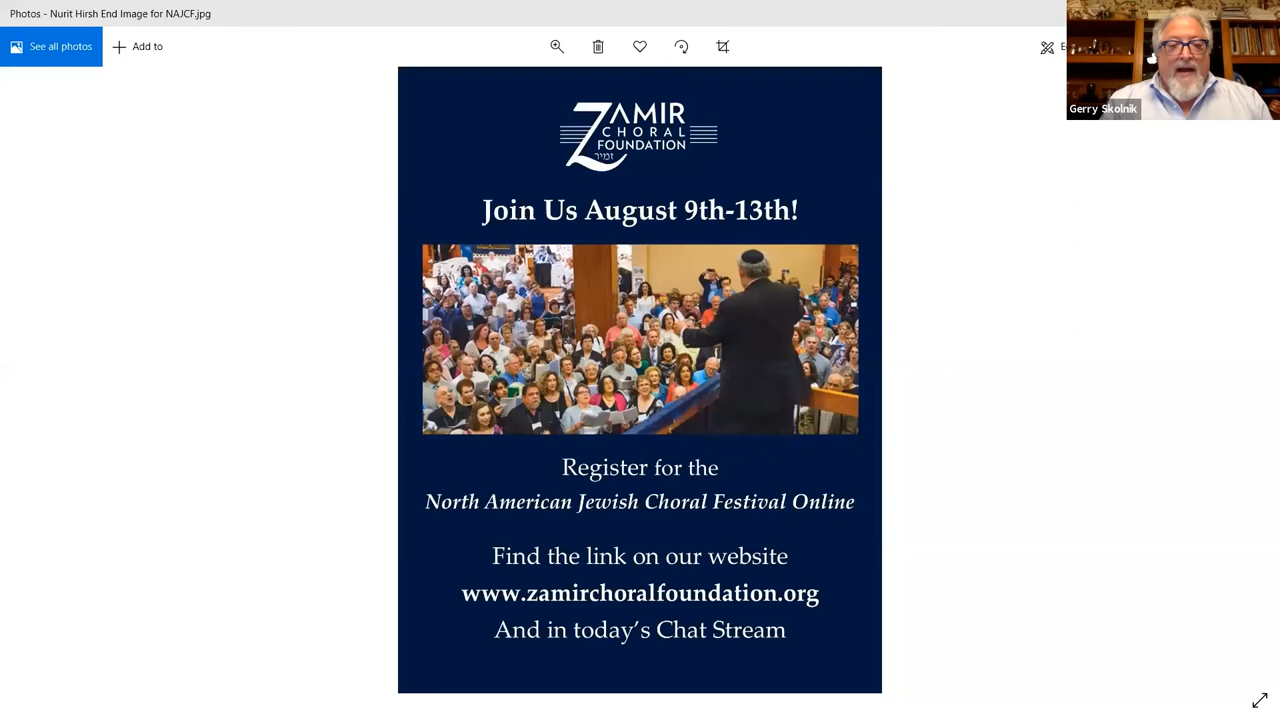 Photos - Nurit Hirsh End Image for NAJCF.jpg
See all photos
Add to
Gerry Skolnik
ZAMIR
CHORAL
FOUNDATION
זמיר
Join Us August 9th-13th!
Register for the
North American Jewish Choral Festival Online
Find the link on our website
www.zamirchoralfoundation.org
And in today's Chat Stream